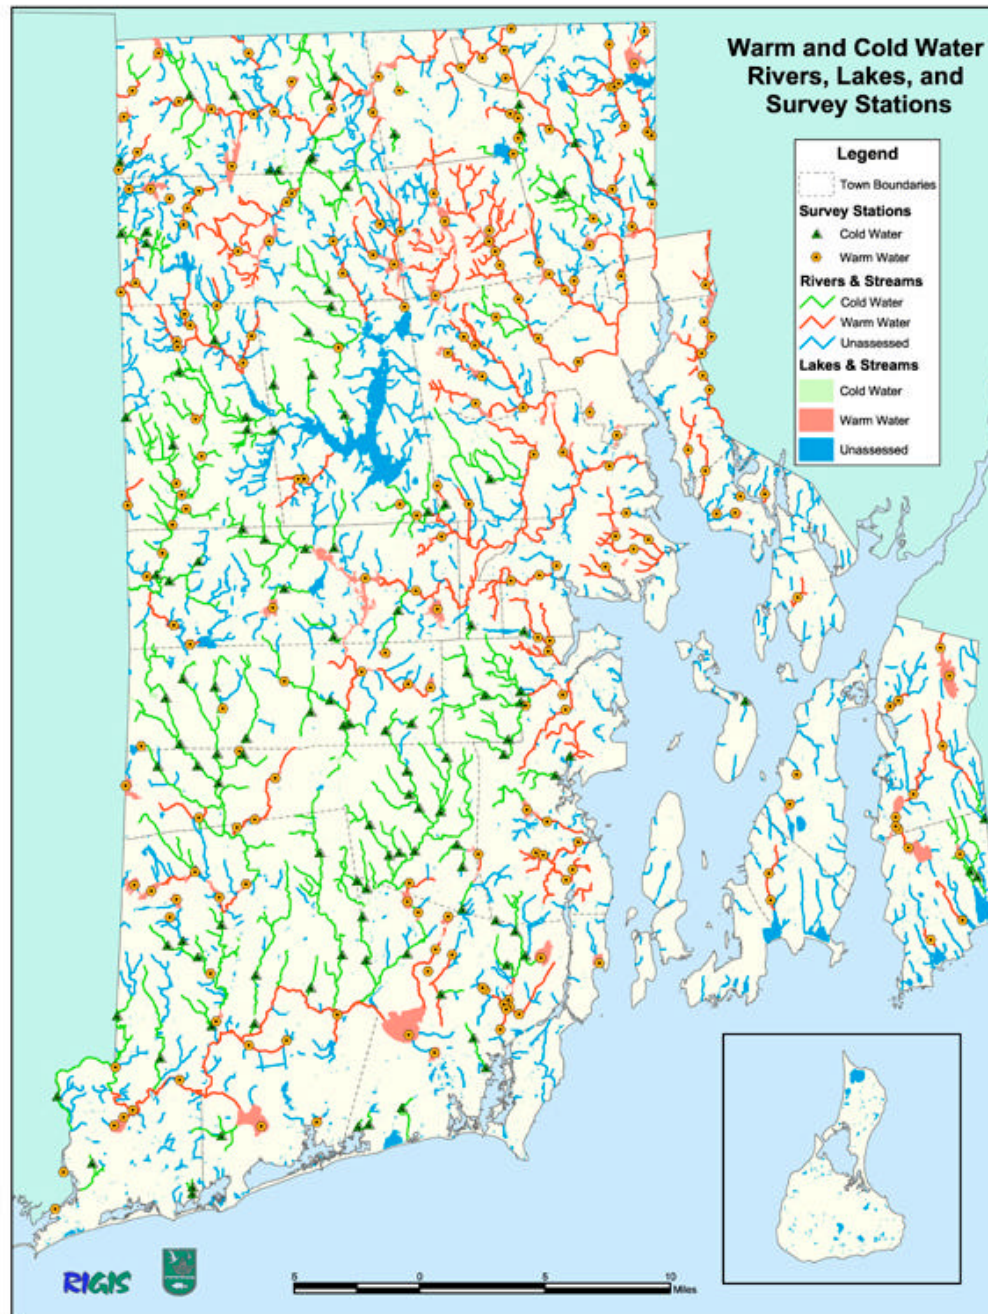 Warm and Cold Water
Rivers, Lakes, and
Survey Stations
Legend
Town Boundaries
Survey Stations
Cold Water
Warm Water
Rivers & Streams
Cold Water
Warm Water
Unassessed
Lakes & Streams
Cold Water
Warm Water
Unassessed
RIGIS
5 0 5 10
Miles